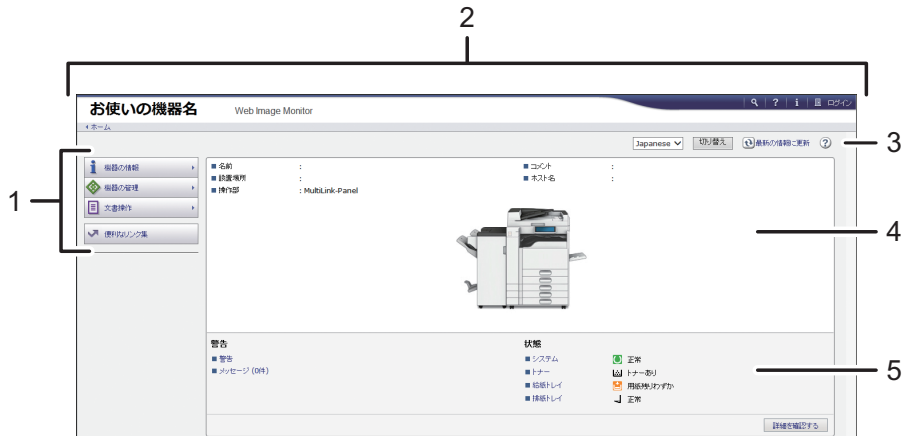 2
お使いの機器名 Web Image Monitor ? i ログイン
ホーム
Japanese 切り替え 最新の情報に更新 ? 3
1
機器の情報
機器の管理
文書操作
便利なリンク集
名前 : コメント :
設置場所 : ホスト名 :
操作部 : MultiLink-Panel
4
警告 状態
警告 システム 正常
メッセージ (0件) トナー トナーあり
給紙トレイ 用紙残りわずか
排紙トレイ 正常
5
詳細を確認する